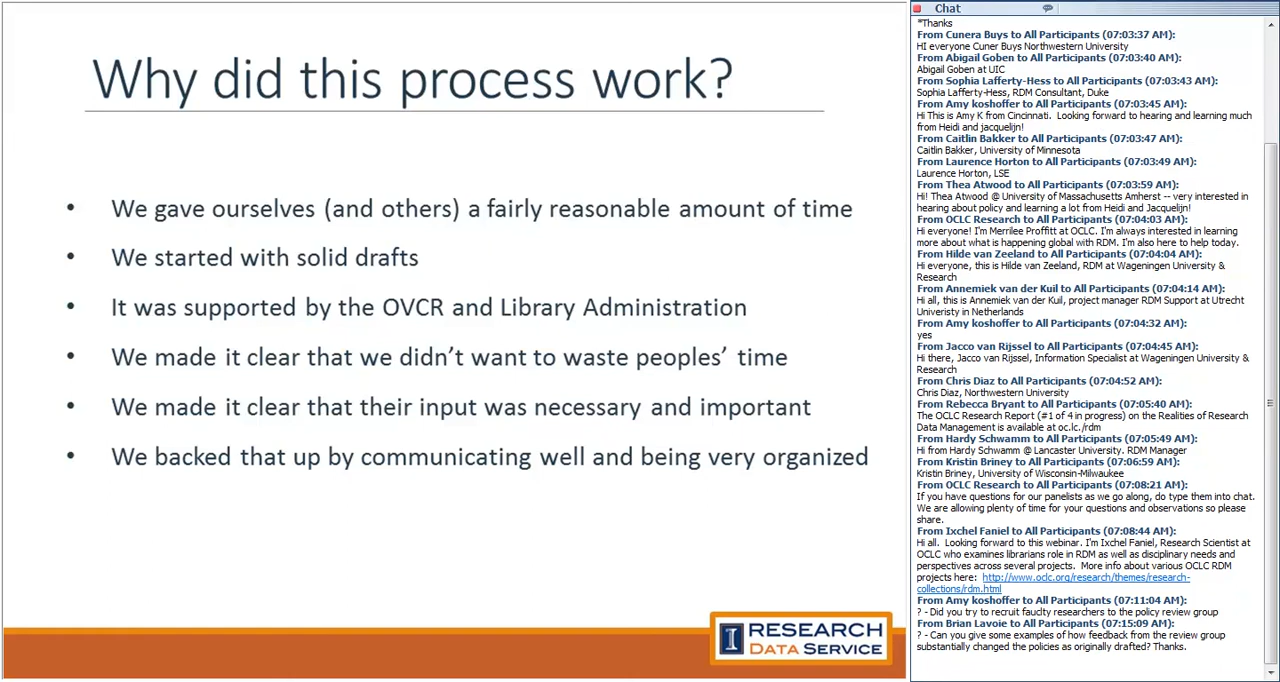 Why did this process work?
• We gave ourselves (and others) a fairly reasonable amount of time
• We started with solid drafts
• It was supported by the OVCR and Library Administration
• We made it clear that we didn't want to waste peoples' time
• We made it clear that their input was necessary and important
• We backed that up by communicating well and being very organized
I RESEARCH
DATA SERVICE
Chat
"Thanks
From Cunera Buys to All Participants (07:03:37 AM):
HI everyone Cuner Buys Northwestern University
From Abigail Goben to All Participants (07:03:40 AM):
Abigail Goben at UIC
From Sophia Lafferty-Hess to All Participants (07:03:43 AM):
Sophia Lafferty-Hess, RDM Consultant, Duke
From Amy koshoffer to All Participants (07:03:45 AM):
Hi This is Amy K from Cincinnati.  Looking forward to hearing and learning much
from Heidi and jacquelijn!
From Caitlin Bakker to All Participants (07:03:47 AM):
Caitlin Bakker, University of Minnesota
From Laurence Horton to All Participants (07:03:49 AM):
Laurence Horton, LSE
From Thea Atwood to All Participants (07:03:59 AM):
Hi! Thea Atwood @ University of Massachusetts Amherst -- very interested in
hearing about policy and learning a lot from Heidi and Jacquelijn!
From OCLC Research to All Participants (07:04:03 AM):
Hi everyone! I'm Merrilee Proffitt at OCLC. I'm always interested in learning
more about what is happening global with RDM. I'm also here to help today.
From Hilde van Zeeland to All Participants (07:04:04 AM):
Hi everyone, this is Hilde van Zeeland, RDM at Wageningen University &
Research
From Annemiek van der Kuil to All Participants (07:04:14 AM):
Hi all, this is Annemiek van der Kuil, project manager RDM Support at Utrecht
Univeristy in Netherlands
From Amy koshoffer to All Participants (07:04:32 AM):
yes
From Jacco van Rijssel to All Participants (07:04:45 AM):
Hi there, Jacco van Rijssel, Information Specialist at Wageningen University &
Research
From Chris Diaz to All Participants (07:04:52 AM):
Chris Diaz, Northwestern University
From Rebecca Bryant to All Participants (07:05:40 AM):
The OCLC Research Report (#1 of 4 in progress) on the Realities of Research
Data Management is available at oc.lc./rdm
From Hardy Schwamm to All Participants (07:05:49 AM):
Hi from Hardy Schwamm @ Lancaster University. RDM Manager
From Kristin Briney to All Participants (07:06:59 AM):
Kristin Briney, University of Wisconsin-Milwaukee
From OCLC Research to All Participants (07:08:21 AM):
If you have questions for our panelists as we go along, do type them into chat.
We are allowing plenty of time for your questions and observations so please
share.
From Ixchel Faniel to All Participants (07:08:44 AM):
Hi all.  Looking forward to this webinar. I'm Ixchel Faniel, Research Scientist at
OCLC who examines librarians role in RDM as well as disciplinary needs and
perspectives across several projects.  More info about various OCLC RDM
projects here:  http://www.oclc.org/research/themes/research-
collections/rdm.html
From Amy koshoffer to All Participants (07:11:04 AM):
? - Did you try to recruit fauclty researchers to the policy review group
From Brian Lavoie to All Participants (07:15:09 AM):
? - Can you give some examples of how feedback from the review group
substantially changed the policies as originally drafted? Thanks.